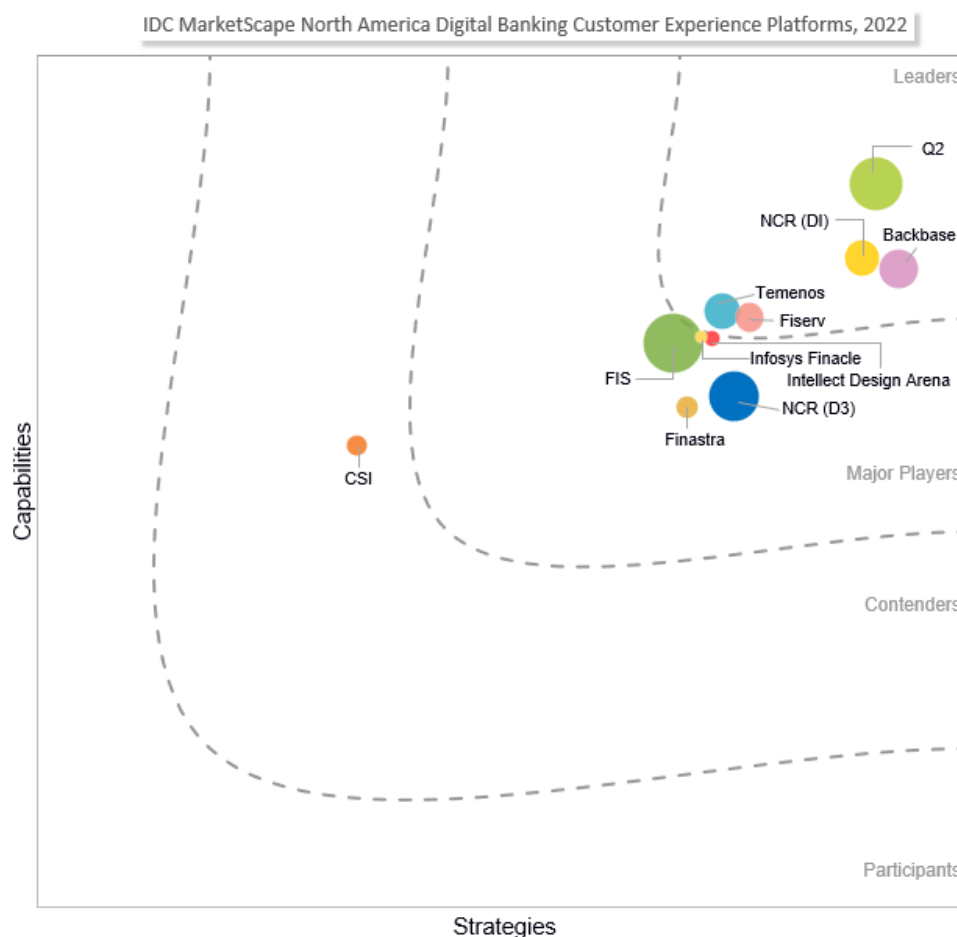 IDC MarketScape North America Digital Banking Customer Experience Platforms, 2022
Leaders
Q2
NCR (DI)
Backbase
Temenos
Fiserv
Infosys Finacle
FIS
Intellect Design Arena
NCR (D3)
Finastra
Major Players
CSI
Capabilities
Contenders
Participants
Strategies